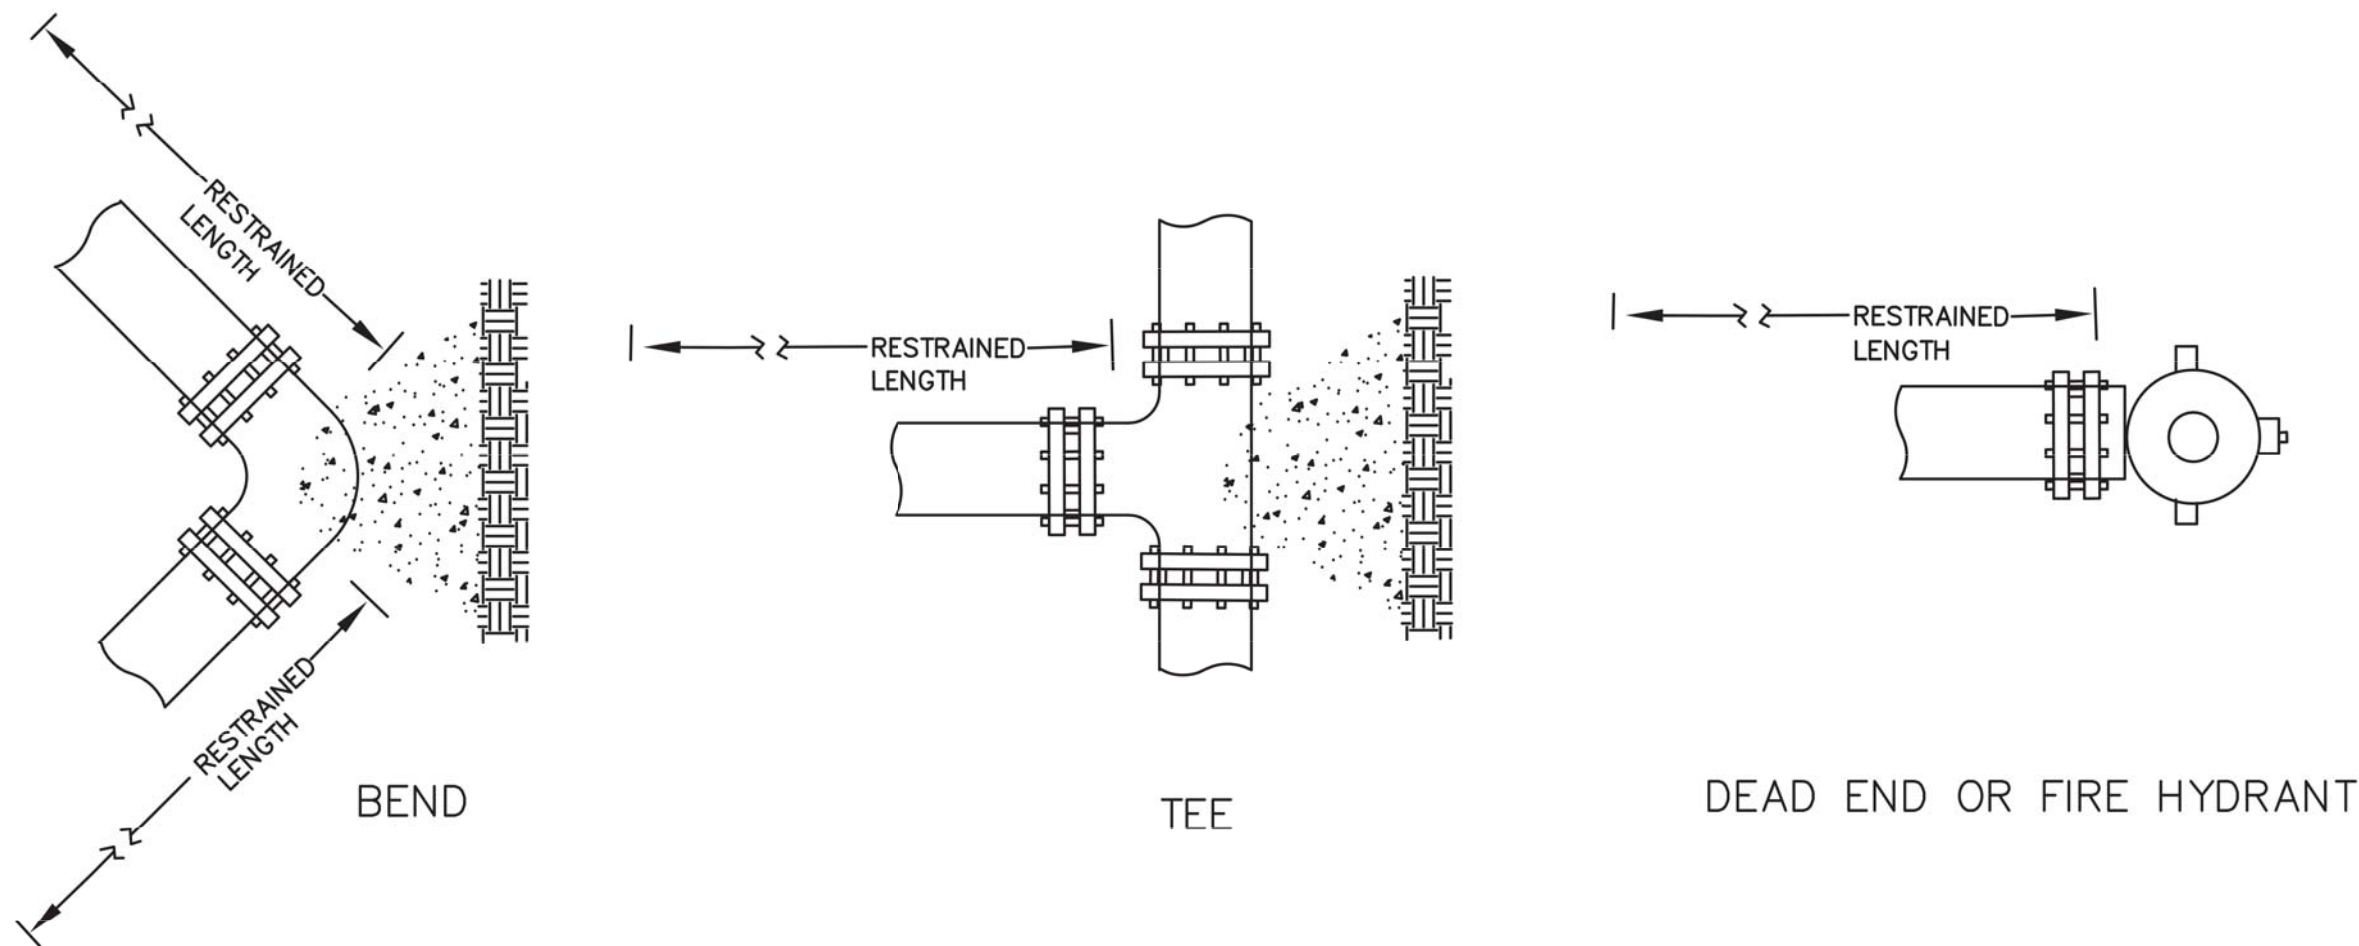 RESTRAINED
LENGTH
RESTRAINED
LENGTH
BEND
RESTRAINED
LENGTH
TEE
RESTRAINED
LENGTH
DEAD END OR FIRE HYDRANT